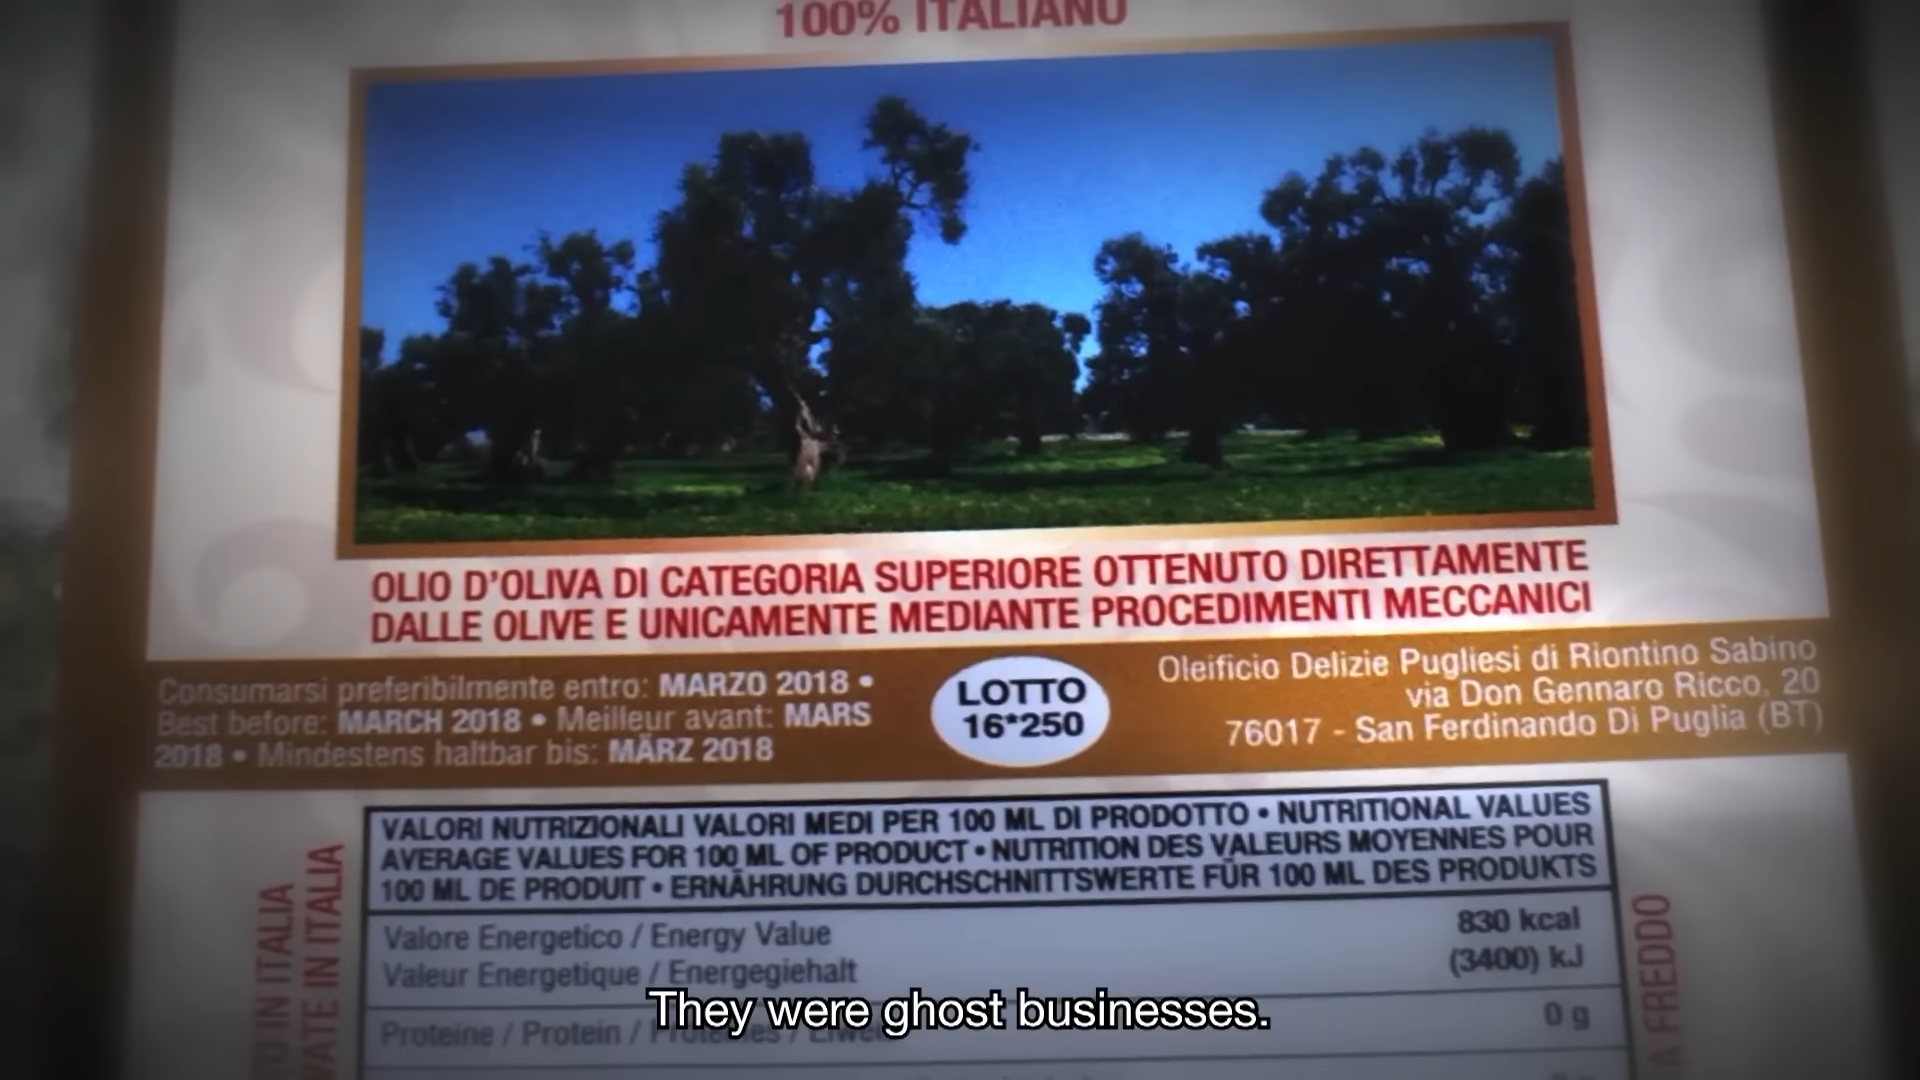 100% ITALIANO
OLIO D'OLIVA DI CATEGORIA SUPERIORE OTTENUTO DIRETTAMENTE
DALLE OLIVE E UNICAMENTE MEDIANTE PROCEDIMENTI MECCANICI
Consumarsi preferibilmente entro: MARZO 2018 •
Best before: MARCH 2018 • Meilleur avant: MARS
2018 • Mindestens haltbar bis: MÄRZ 2018
LOTTO
16*250
Oleificio Delizie Pugliesi di Riontino Sabino
via Don Gennaro Ricco, 20
76017 - San Ferdinando Di Puglia (BT)
VALORI NUTRIZIONALI VALORI MEDI PER 100 ML DI PRODOTTO • NUTRITIONAL VALUES
AVERAGE VALUES FOR 100 ML OF PRODUCT • NUTRITION DES VALEURS MOYENNES POUR
100 ML DE PRODUIT • ERNÄHRUNG DURCHSCHNITTSWERTE FÜR 100 ML DES PRODUKTS
Valore Energetico / Energy Value
Valeur Energetique / Energegiehalt
830 kcal
(3400) kJ
Proteine / Protein /
0 g
IN ITALIA
IN ITALIA
A FREDDO
They were ghost businesses.